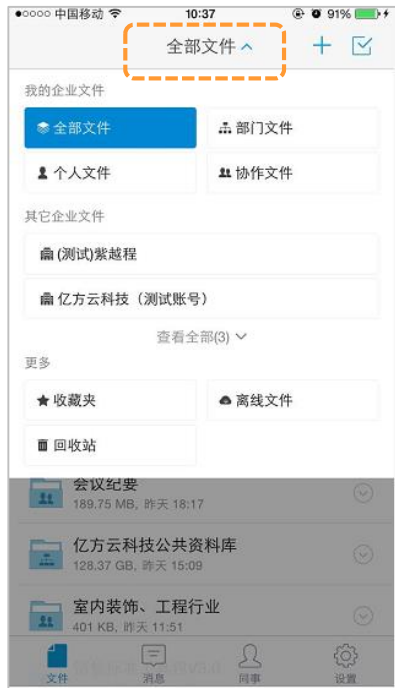 中国移动 10:37 91%
全部文件
我的企业文件
全部文件 部门文件
个人文件 协作文件
其它企业文件
(测试)紫越程
亿方云科技（测试账号）
查看全部(3)
更多
收藏夹 离线文件
回收站
会议纪要
189.75 MB, 昨天 18:17
亿方云科技公共资料库
128.37 GB, 昨天 15:09
室内装饰、工程行业
401 KB, 昨天 11:51
文件 消息 同事 设置